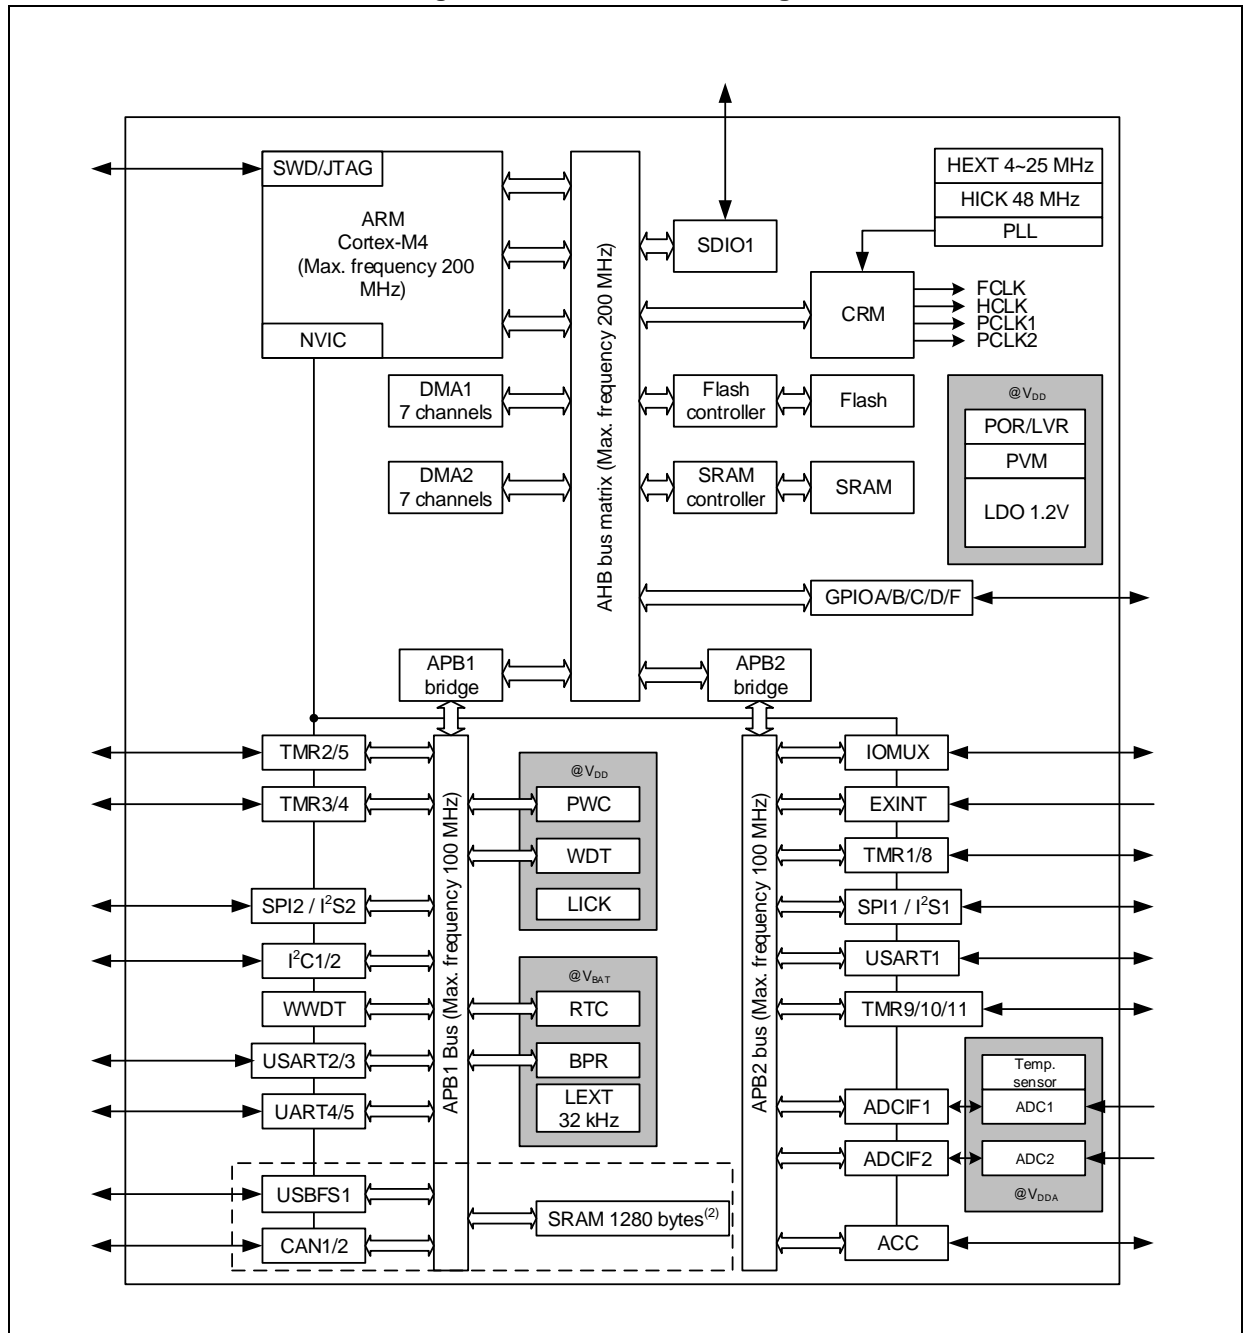 SWD/JTAG
ARM
Cortex-M4
(Max. frequency 200
MHz)
NVIC
DMA1
7 channels
DMA2
7 channels
AHB bus matrix (Max. frequency 200 MHz)
SDIO1
HEXT 4~25 MHz
HICK 48 MHz
PLL
CRM
FCLK
HCLK
PCLK1
PCLK2
Flash
controller
Flash
SRAM
controller
SRAM
@VDD
POR/LVR
PVM
LDO 1.2V
GPIOA/B/C/D/F
APB1
bridge
APB2
bridge
TMR2/5
TMR3/4
SPI2 / I²S2
I²C1/2
WWDT
USART2/3
UART4/5
USBFS1
CAN1/2
APB1 Bus (Max. frequency 100 MHz)
@VDD
PWC
WDT
LICK
@VBAT
RTC
BPR
LEXT
32 kHz
SRAM 1280 bytes(2)
APB2 bus (Max. frequency 100 MHz)
IOMUX
EXINT
TMR1/8
SPI1 / I²S1
USART1
TMR9/10/11
ADCIF1
ADCIF2
ACC
Temp.
sensor
ADC1
ADC2
@VDDA